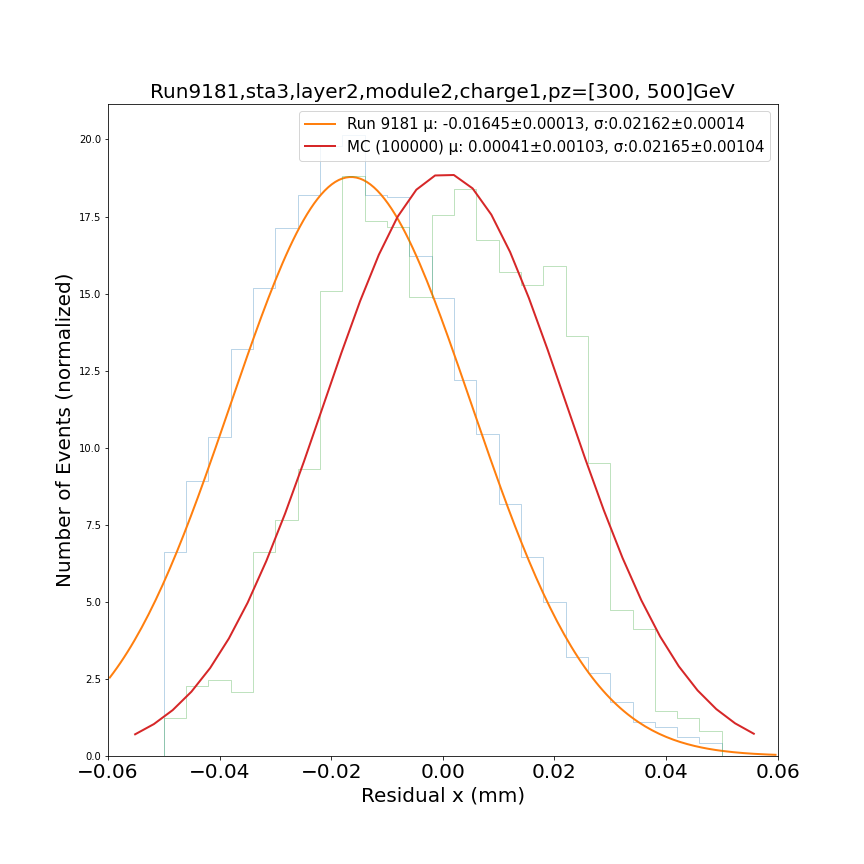 Run9181,sta3,layer2,module2,charge1,pz=[300, 500]GeV
Run 9181 μ: -0.01645±0.00013, σ:0.02162±0.00014
MC (100000) μ: 0.00041±0.00103, σ:0.02165±0.00104
Number of Events (normalized)
20.0
17.5
15.0
12.5
10.0
7.5
5.0
2.5
0.0
−0.06 −0.04 −0.02 0.00 0.02 0.04 0.06
Residual x (mm)